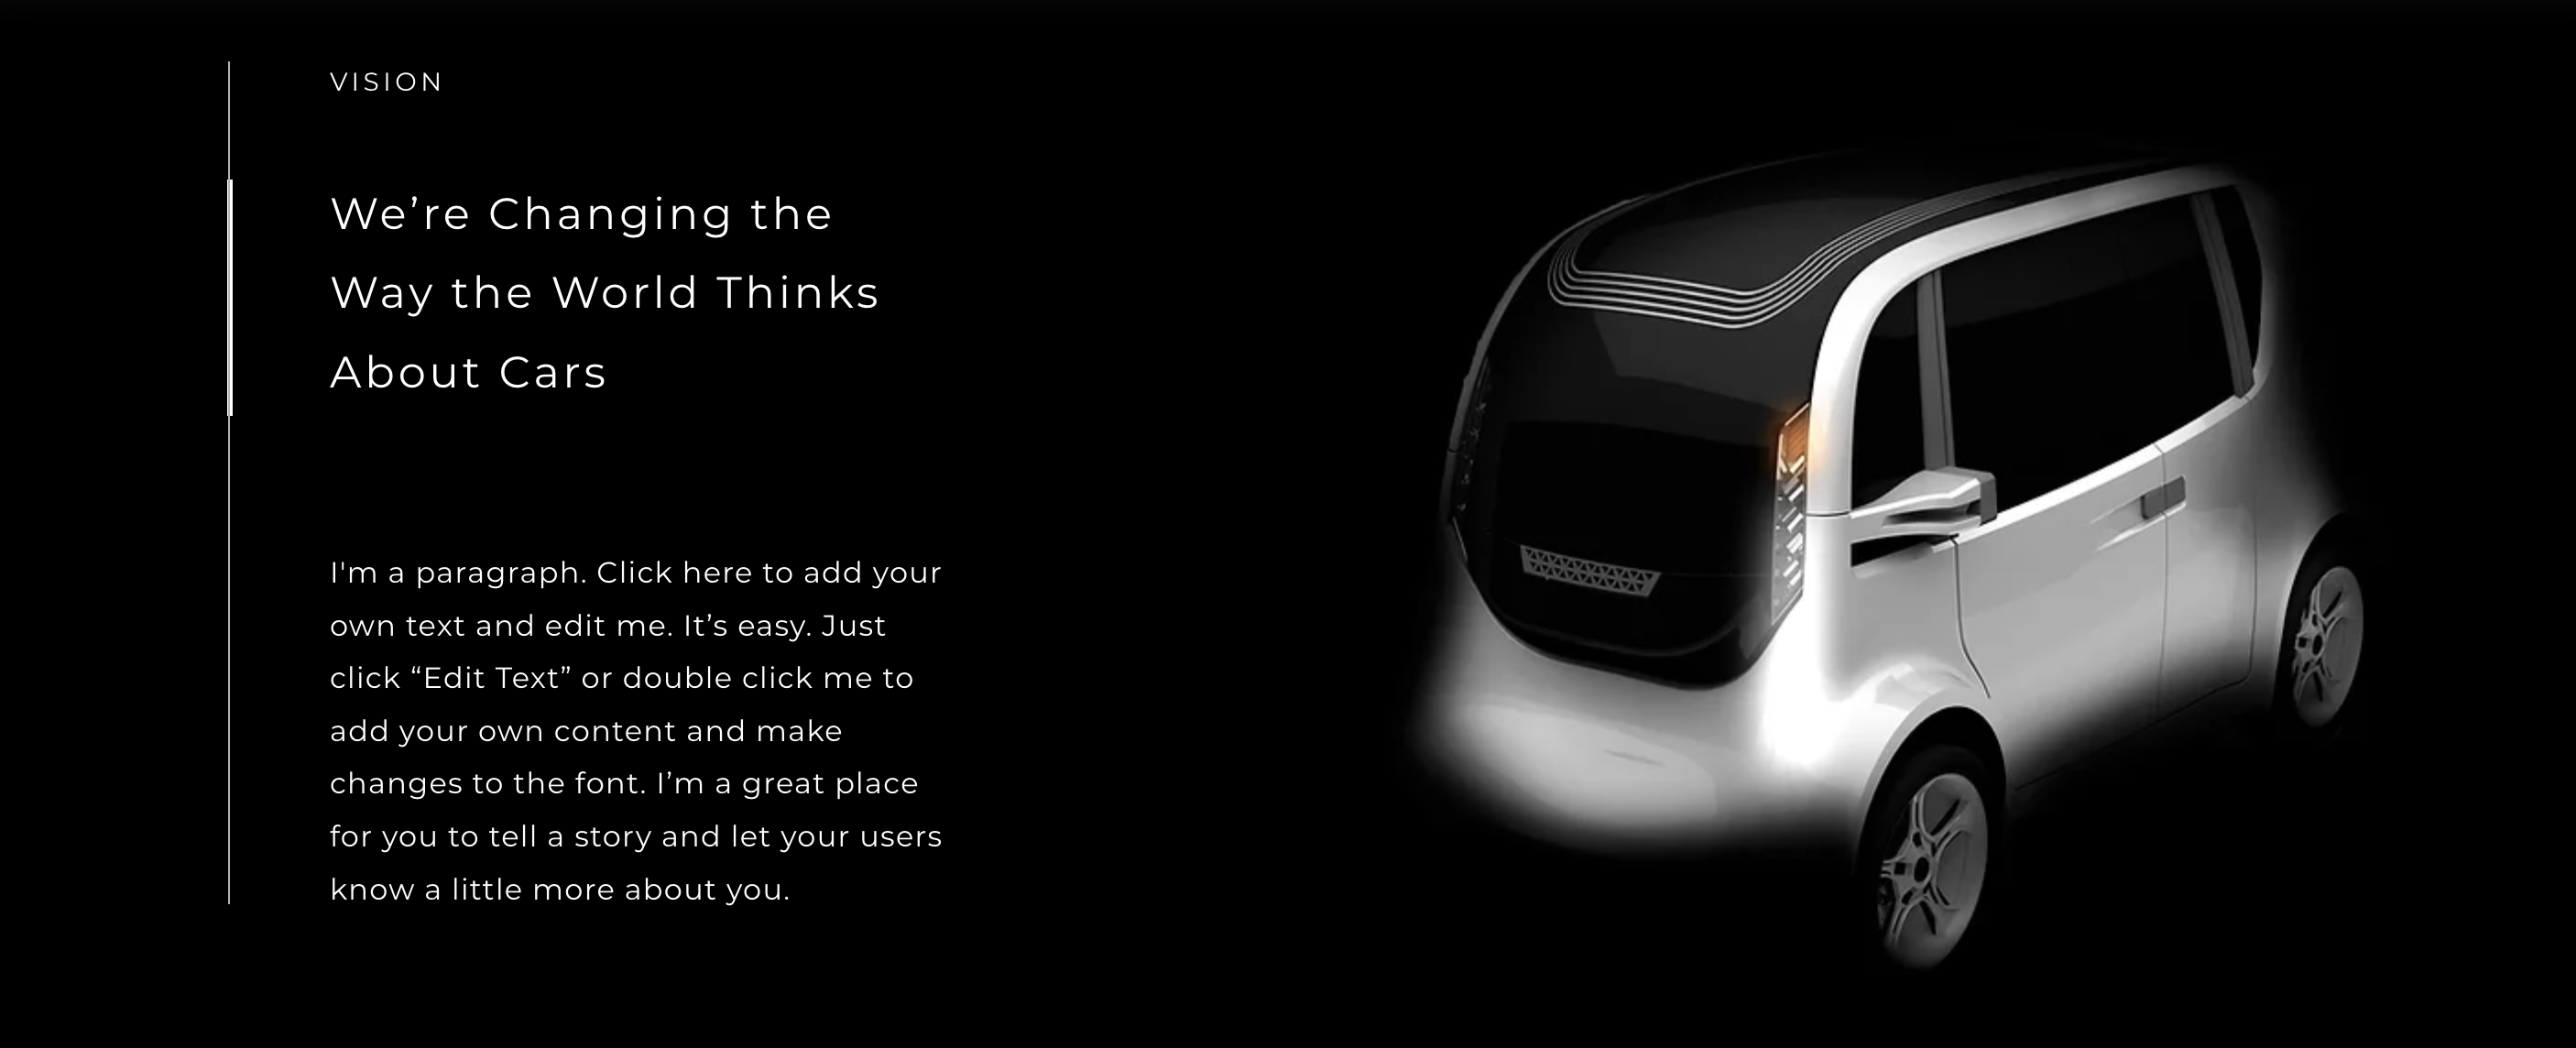 VISION
We’re Changing the
Way the World Thinks
About Cars
I'm a paragraph. Click here to add your
own text and edit me. It’s easy. Just
click “Edit Text” or double click me to
add your own content and make
changes to the font. I’m a great place
for you to tell a story and let your users
know a little more about you.